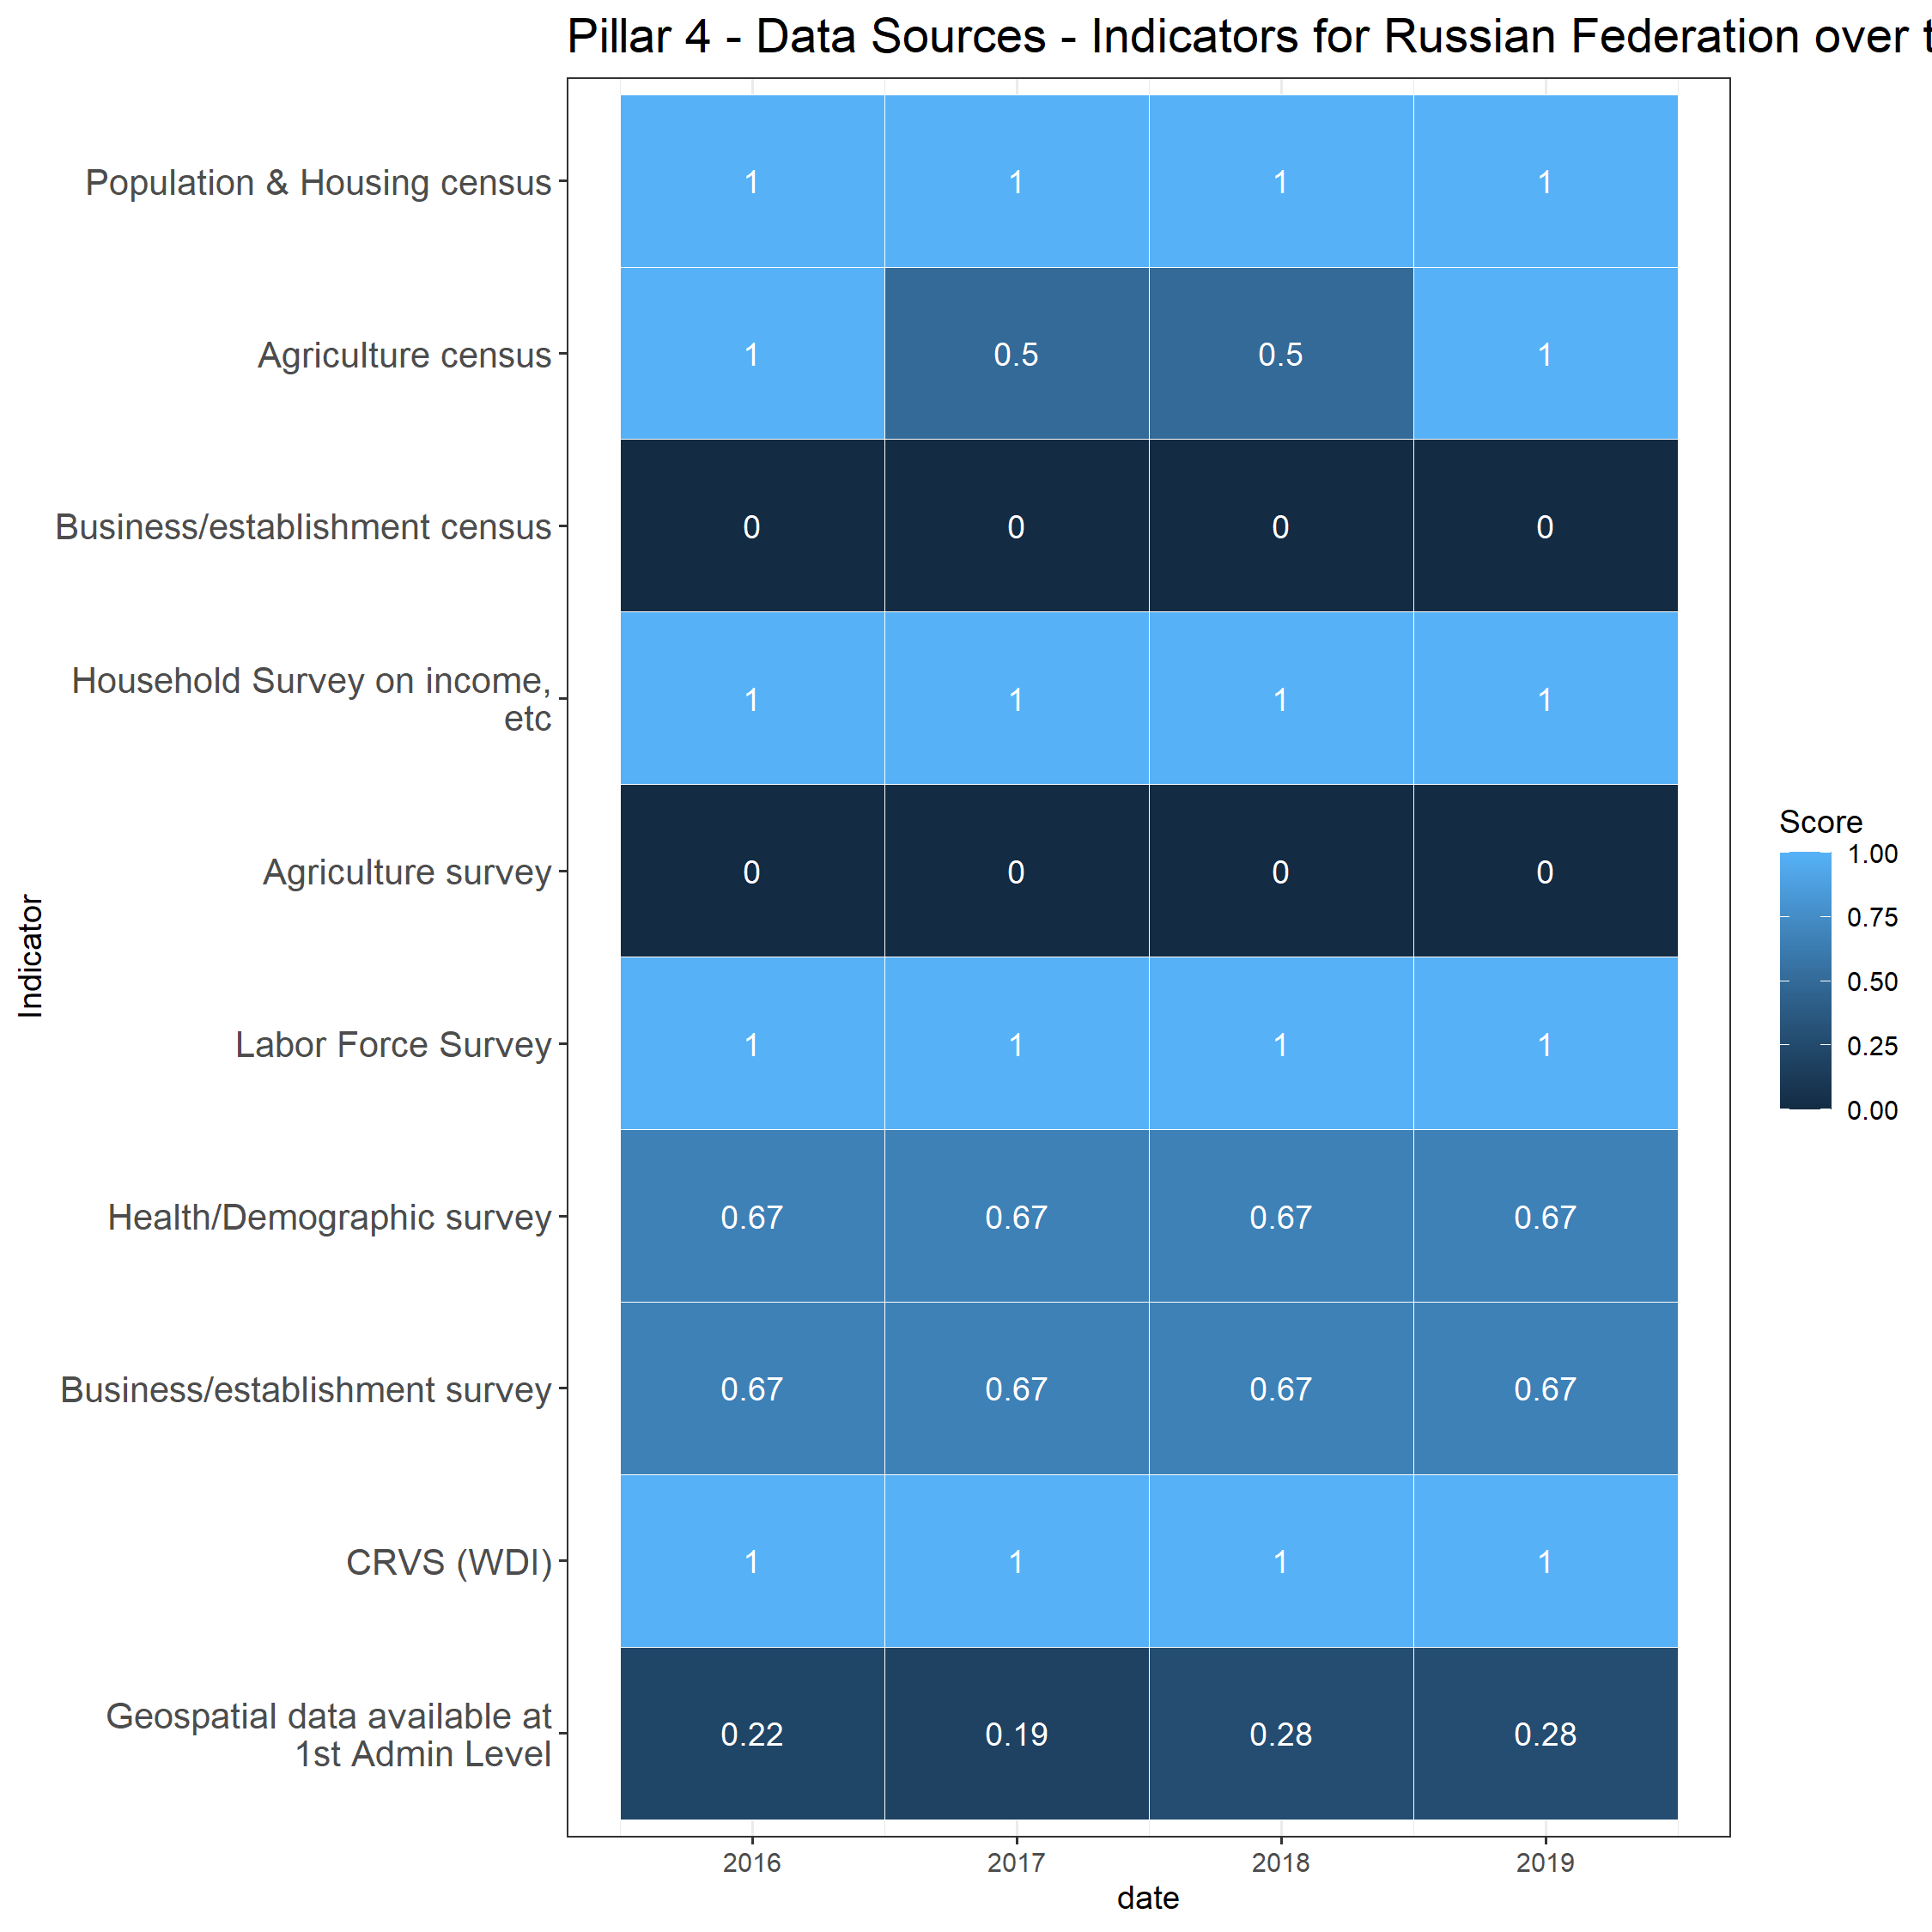 Pillar 4 - Data Sources - Indicators for Russian Federation over t
Population & Housing census
1 1 1 1
Agriculture census
1 0.5 0.5 1
Business/establishment census
0 0 0 0
Household Survey on income,
etc
1 1 1 1
Agriculture survey
0 0 0 0
Labor Force Survey
1 1 1 1
Health/Demographic survey
0.67 0.67 0.67 0.67
Business/establishment survey
0.67 0.67 0.67 0.67
CRVS (WDI)
1 1 1 1
Geospatial data available at
1st Admin Level
0.22 0.19 0.28 0.28
2016 2017 2018 2019
date
Indicator
Score
1.00
0.75
0.50
0.25
0.00